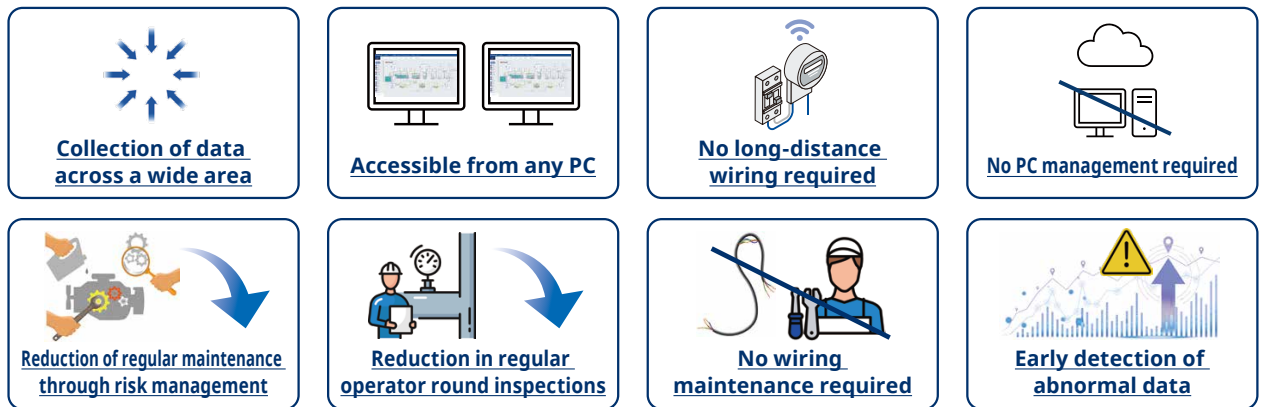 Collection of data
across a wide area
Accessible from any PC
No long-distance
wiring required
No PC management required
Reduction of regular maintenance
through risk management
Reduction in regular
operator round inspections
No wiring
maintenance required
Early detection of
abnormal data